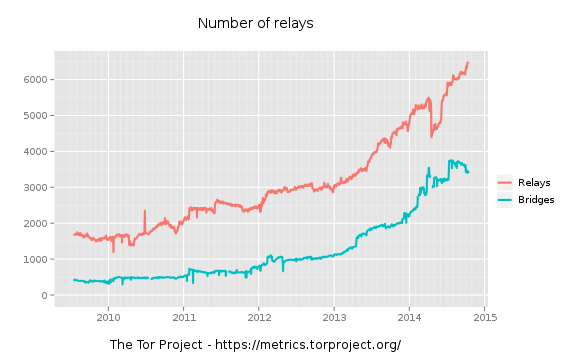 Number of relays
6000
5000
4000
3000
2000
1000
0
2010 2011 2012 2013 2014 2015
Relays
Bridges
The Tor Project - https://metrics.torproject.org/